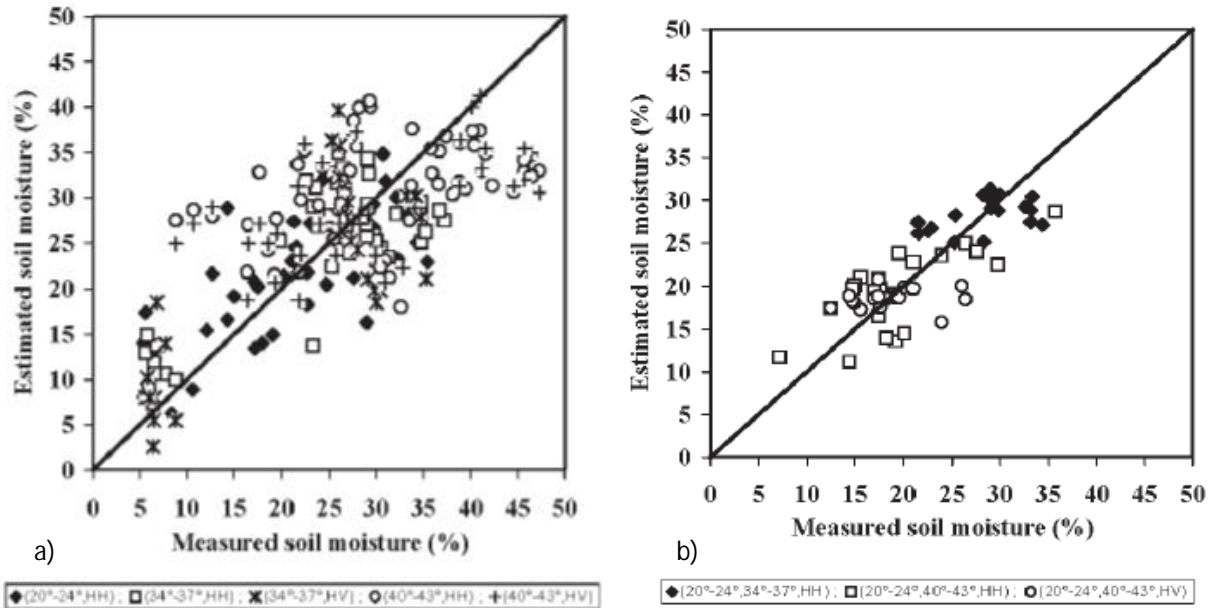 50
45
40
35
30
25
20
15
10
5
0
Estimated soil moisture (%)
0 5 10 15 20 25 30 35 40 45 50
Measured soil moisture (%)
a)
(20°-24°,HH) ; (34°-37°,HH) ; (34°-37°,HV) ; (40°-43°,HH) ; (40°-43°,HV)
50
45
40
35
30
25
20
15
10
5
0
Estimated soil moisture (%)
0 5 10 15 20 25 30 35 40 45 50
Measured soil moisture (%)
b)
(20°-24°,34°-37°,HH) ; (20°-24°,40°-43°,HH) ; (20°-24°,40°-43°,HV)